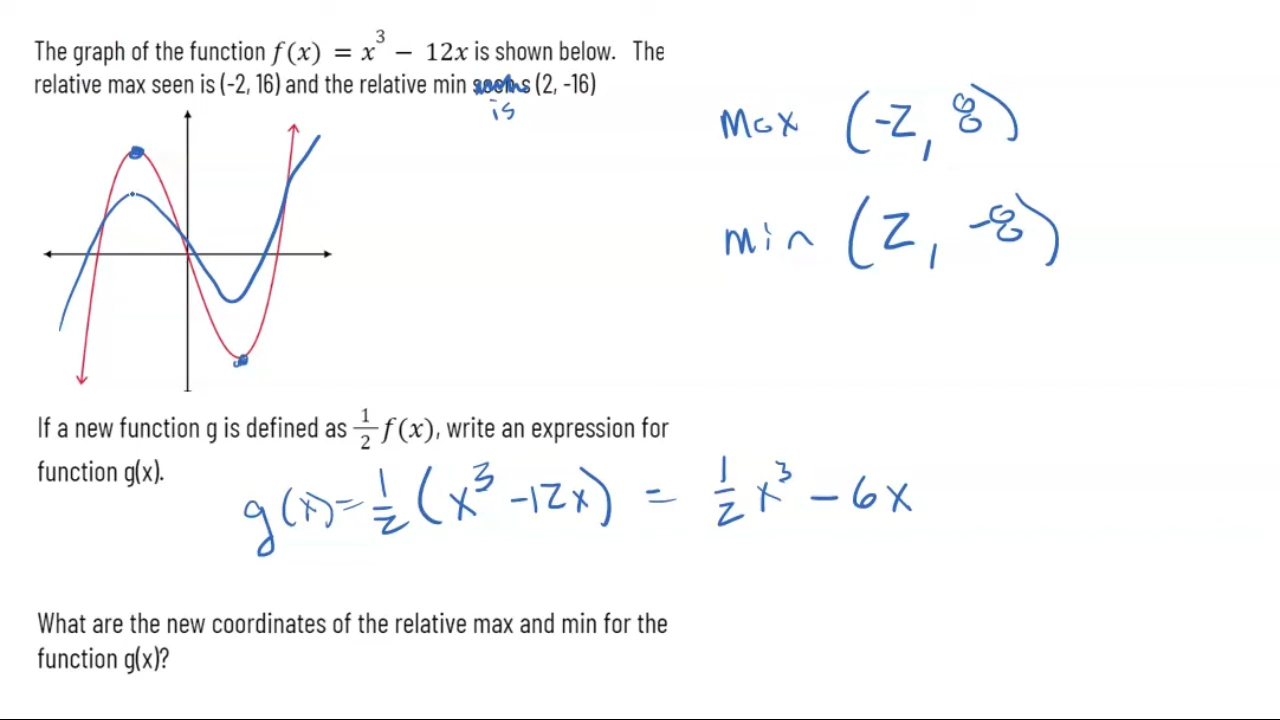 The graph of the function f(x) = x³ − 12x is shown below. The
relative max seen is (-2, 16) and the relative min (2, -16)
is
Max (-2, 8)
min (2, -8)
If a new function g is defined as 1/2 f(x), write an expression for
function g(x).
g(x) = 1/2 (x³ - 12x) = 1/2 x³ - 6x
What are the new coordinates of the relative max and min for the
function g(x)?